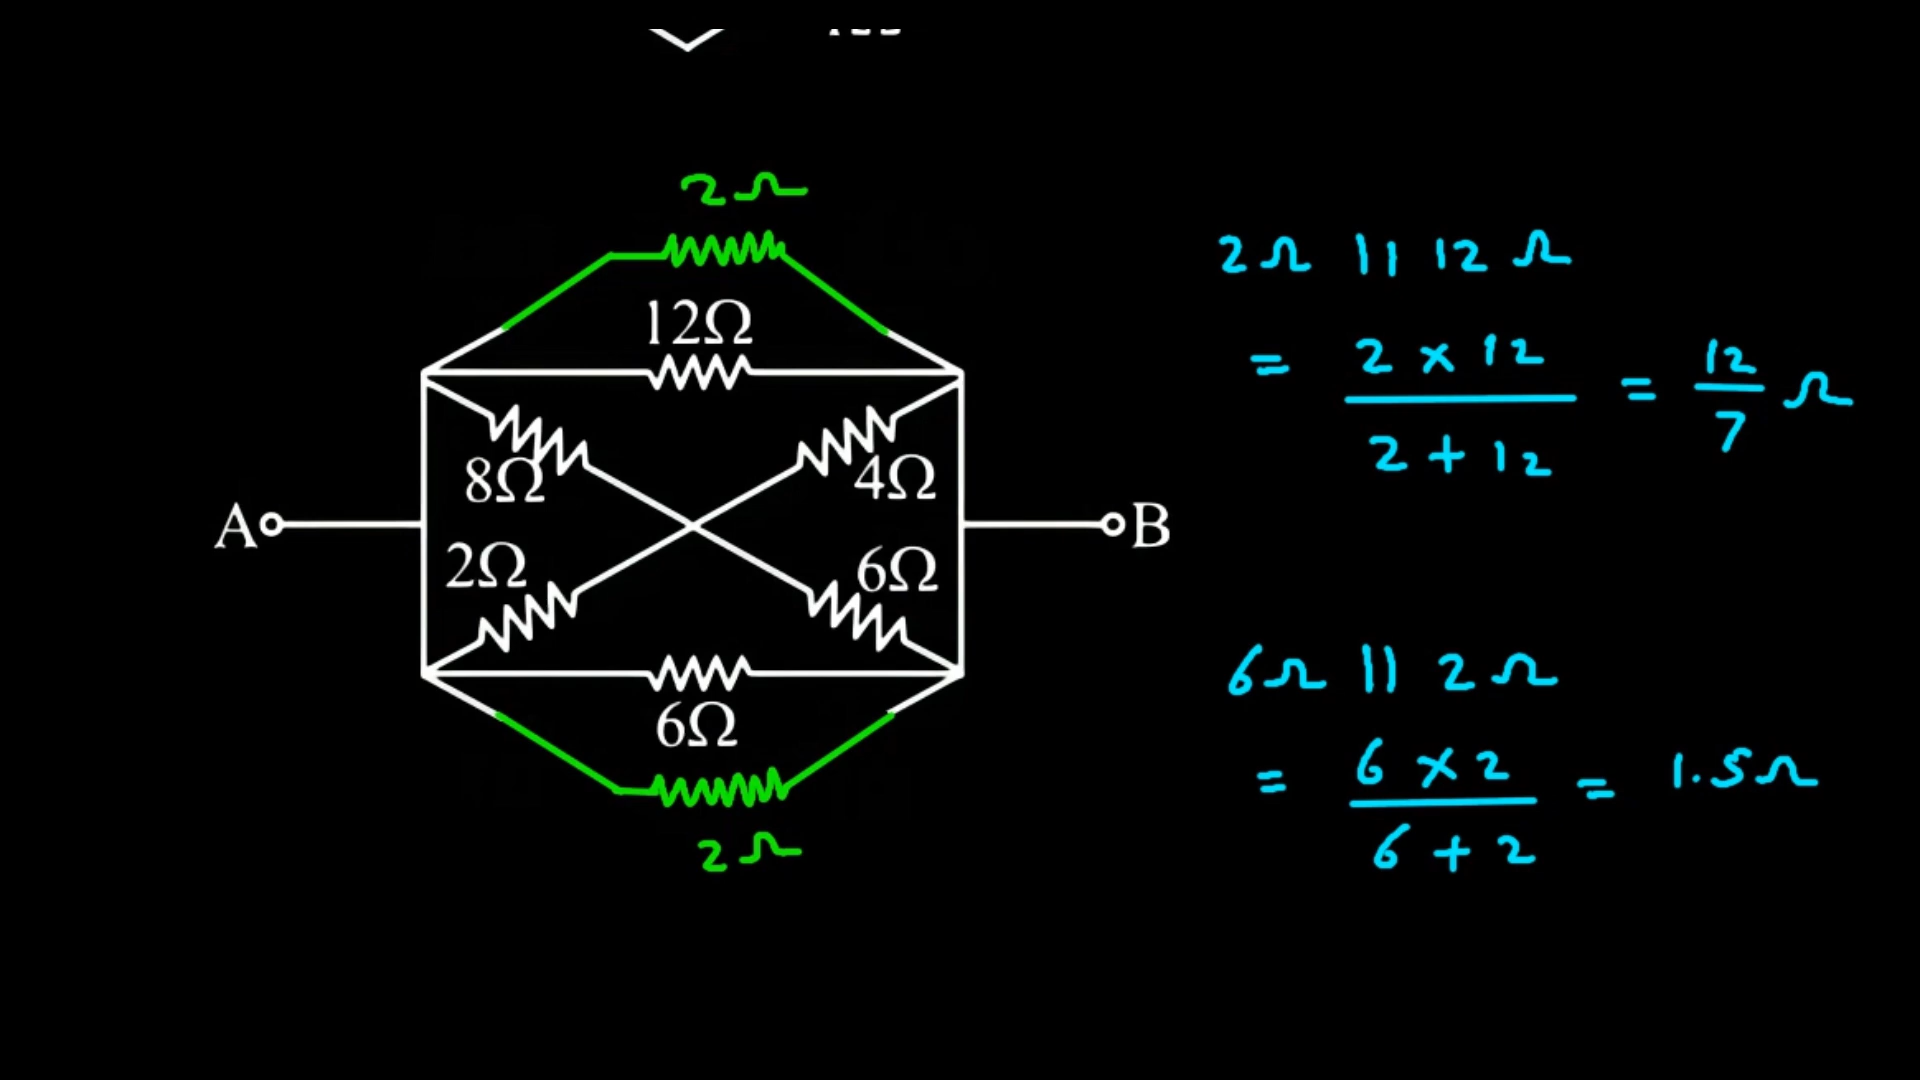 2Ω
12Ω
8Ω
4Ω
A
B
2Ω
6Ω
6Ω
2Ω
2Ω || 12Ω
= 2 x 12 / 2 + 12 = 12/7 Ω
6Ω || 2Ω
= 6 x 2 / 6 + 2 = 1.5Ω